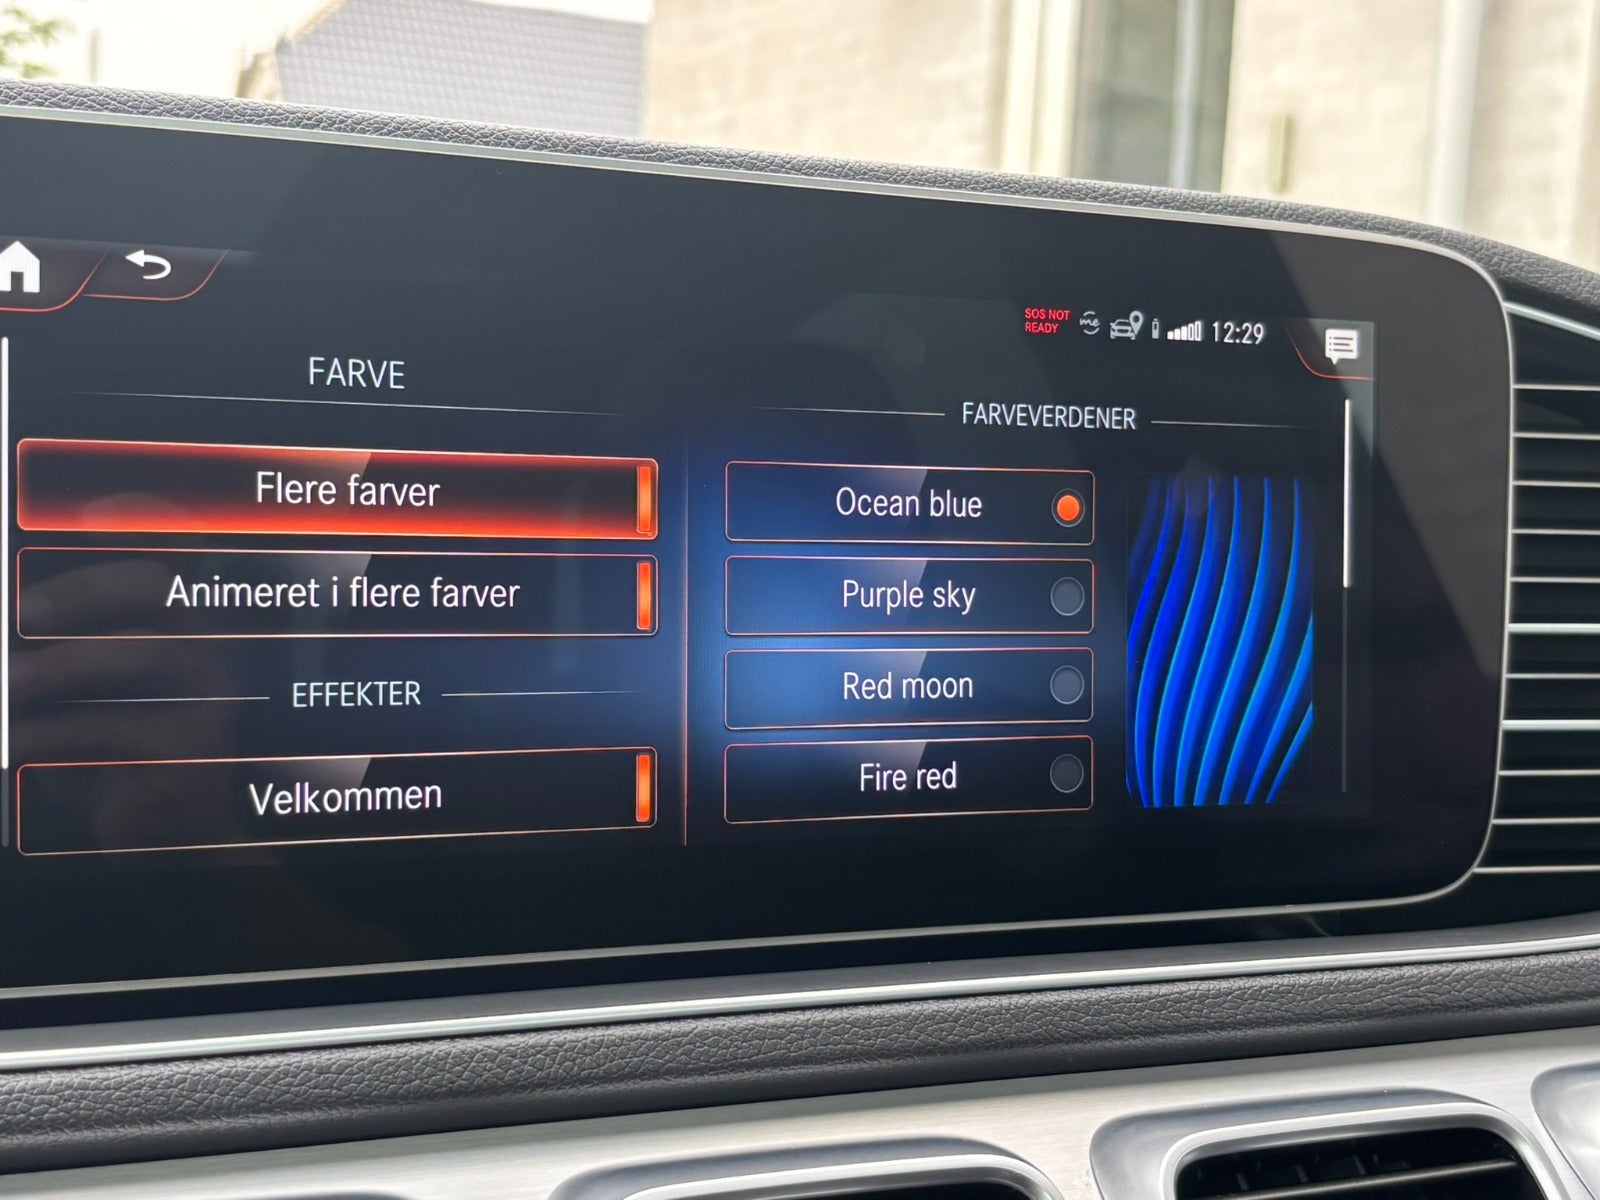 SOS NOT
READY
me
12:29
FARVE
Flere farver
Animeret i flere farver
EFFEKTER
Velkommen
FARVEVERDENER
Ocean blue
Purple sky
Red moon
Fire red